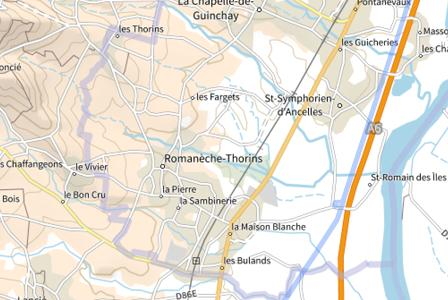 La Chapelle-de-
Guinchay
Pontanevaux
les Thorins
les Guicheries
les Fargets
St-Symphorien-
d'Ancelles
A6
Romanèche-Thorins
s Chaffangeons
le Vivier
St-Romain des Îles
la Pierre
Bois
le Bon Cru
la Sambinerie
la Maison Blanche
les Bulands
D86E